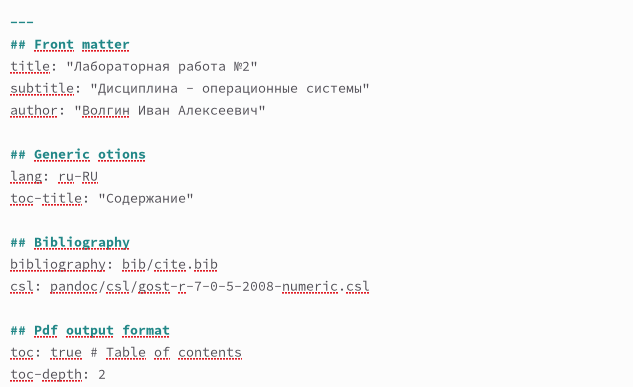 ---
## Front matter
title: "Лабораторная работа №2"
subtitle: "Дисциплина - операционные системы"
author: "Волгин Иван Алексеевич"
## Generic otions
lang: ru-RU
toc-title: "Содержание"
## Bibliography
bibliography: bib/cite.bib
csl: pandoc/csl/gost-r-7-0-5-2008-numeric.csl
## Pdf output format
toc: true # Table of contents
toc-depth: 2